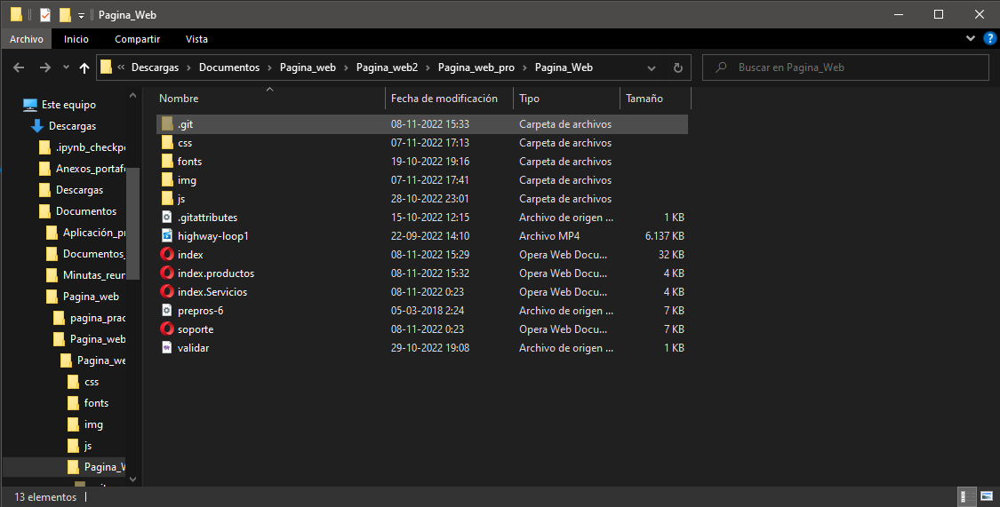 Pagina_Web
Archivo Inicio Compartir Vista
« Descargas › Documentos › Pagina_web › Pagina_web2 › Pagina_web_pro › Pagina_Web
Buscar en Pagina_Web
Este equipo
Descargas
.ipynb_checkp
Anexos_portaf
Descargas
Documentos
Aplicación_pr
Documentos_
Minutas_reun
Pagina_web
pagina_prac
Pagina_web
Pagina_we
css
fonts
img
js
Pagina_W
Nombre Fecha de modificación Tipo Tamaño
.git 08-11-2022 15:33 Carpeta de archivos
css 07-11-2022 17:13 Carpeta de archivos
fonts 19-10-2022 19:16 Carpeta de archivos
img 07-11-2022 17:41 Carpeta de archivos
js 28-10-2022 23:01 Carpeta de archivos
.gitattributes 15-10-2022 12:15 Archivo de origen ... 1 KB
highway-loop1 22-09-2022 14:10 Archivo MP4 6.137 KB
index 08-11-2022 15:29 Opera Web Docu... 32 KB
index.productos 08-11-2022 15:32 Opera Web Docu... 4 KB
index.Servicios 08-11-2022 0:23 Opera Web Docu... 4 KB
prepros-6 05-03-2018 2:24 Archivo de origen ... 7 KB
soporte 08-11-2022 0:23 Opera Web Docu... 7 KB
validar 29-10-2022 19:08 Archivo de origen ... 1 KB
13 elementos